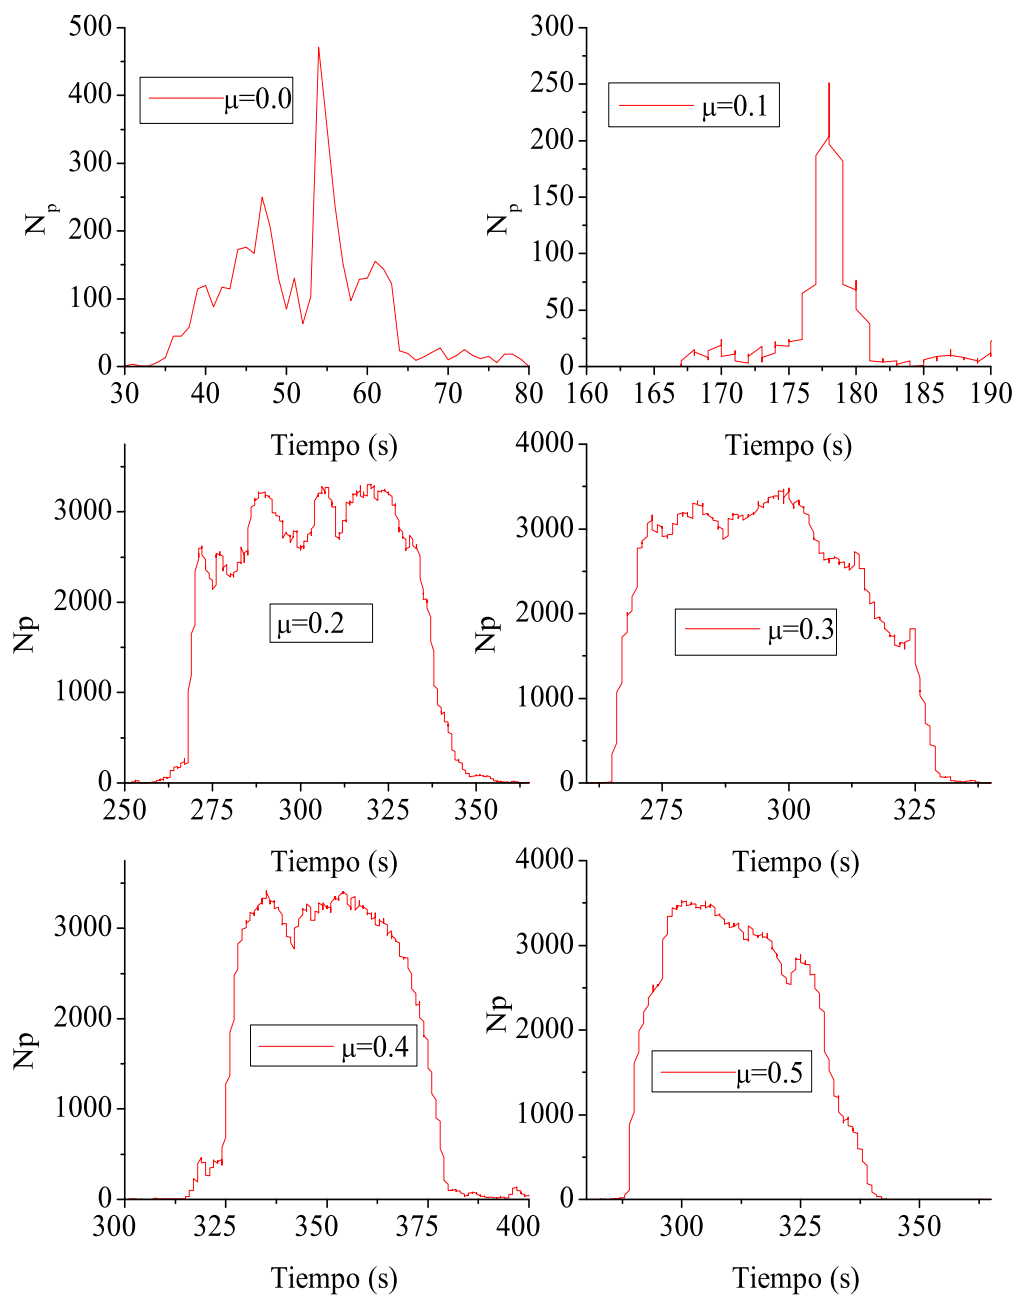 500
400
300
200
100
0
N_p
μ=0.0
30 40 50 60 70 80
Tiempo (s)
300
250
200
150
100
50
0
N_p
μ=0.1
160 165 170 175 180 185 190
Tiempo (s)
3000
2000
1000
0
Np
μ=0.2
250 275 300 325 350
Tiempo (s)
4000
3000
2000
1000
0
Np
μ=0.3
275 300 325
Tiempo (s)
3000
2000
1000
0
Np
μ=0.4
300 325 350 375 400
Tiempo (s)
4000
3000
2000
1000
0
Np
μ=0.5
300 325 350
Tiempo (s)